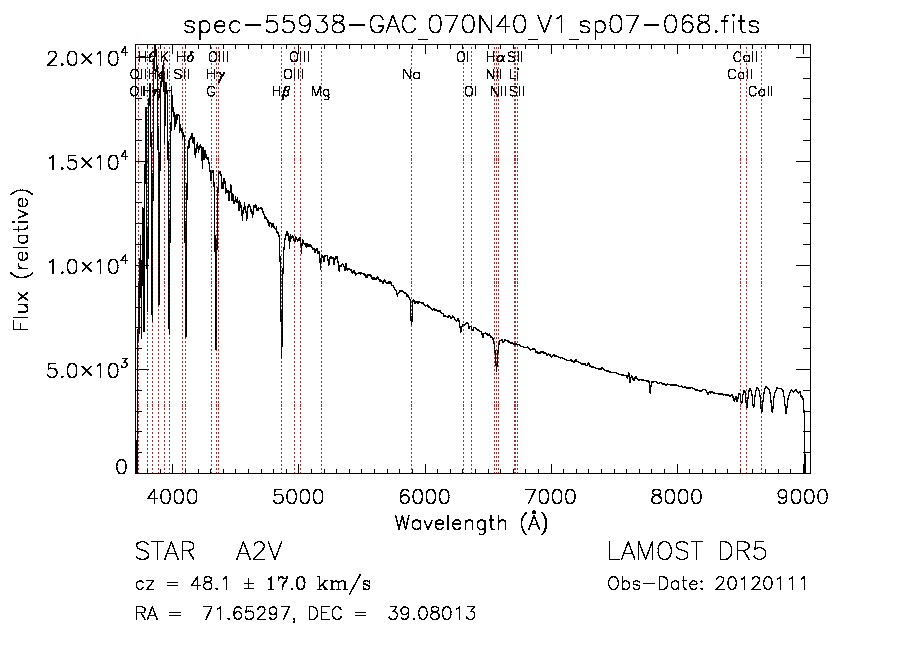 spec-55938-GAC_070N40_V1_sp07-068.fits
2.0×10⁴
1.5×10⁴
1.0×10⁴
5.0×10³
0
Flux (relative)
Hδ OIII OIII OI Hα SII CaII
OII SII Hγ OIII Na NII Li CaII
G Hβ Mg OI NII SII CaII
4000 5000 6000 7000 8000 9000
Wavelength (Å)
STAR A2V LAMOST DR5
cz = 48.1 ± 17.0 km/s Obs-Date: 20120111
RA = 71.65297, DEC = 39.08013